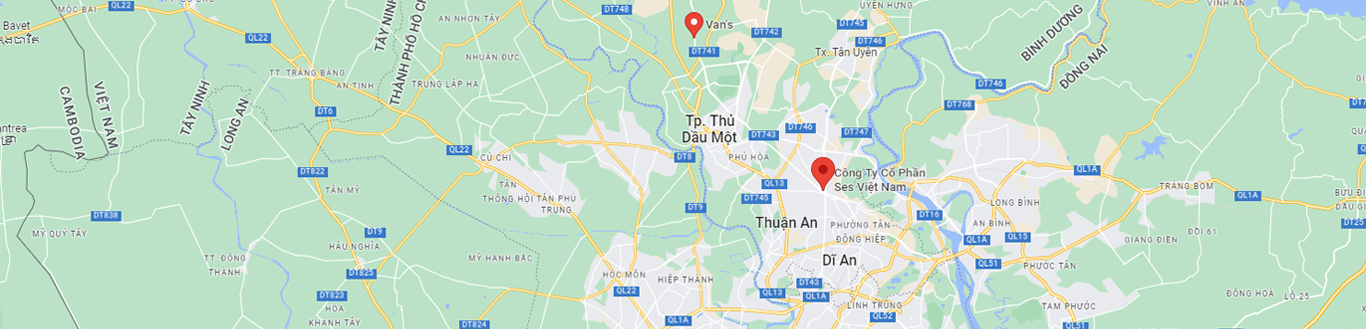 Bavet
QL22
TÂY NINH
THÀNH PHỐ HỒ CH
DT748
AN NHƠN TÂY
Van's
DT741
DT742
DT745
UYÊN HƯNG
DT746
Tx. Tân Uyên
BÌNH DƯƠNG
ĐỒNG NAI
VĨNH AN
QL22
NHUẬN ĐỨC
TT. TRẢNG BÀNG
AN TỊNH
TRUNG LẬP HẠ
VIỆT NAM
CAMBODIA
TÂY NINH
LONG AN
DT6
DT746
DT768
Tp. Thủ
Dầu Một
DT743
DT746
DT747
QL22
CỦ CHI
DT8
PHÚ HÒA
QL13
Công Ty Cổ Phần
Ses Việt Nam
QL1A
TRẢNG BOM
QL1A
DT822
TÂN MỸ
TÂN
THÔNG HỘI
TÂN PHÚ
TRUNG
DT9
DT745
LONG BÌNH
DT838
MỸ QUÝ TÂY
DT9
HẬU NGHĨA
Thuận An
PHƯỜNG TÂN
ĐÔNG HIỆP
DT16
AN BÌNH
QL1A
QL15
GIANG ĐIỀN
ĐỒI 61
DT25
TT. ĐÔNG
THÀNH
DT825
MỸ HẠNH BẮC
HÓC MÔN
HIỆP THÀNH
Dĩ An
QL51
PHƯỚC TÂN
DT823
HÒA
KHÁNH TÂY
QL22
QL13
DT43
QL1A
LINH TRUNG
QL52
TAM PHƯỚC
QL51
ĐÔNG HÒA
LÔ 25
DT824
QL1A